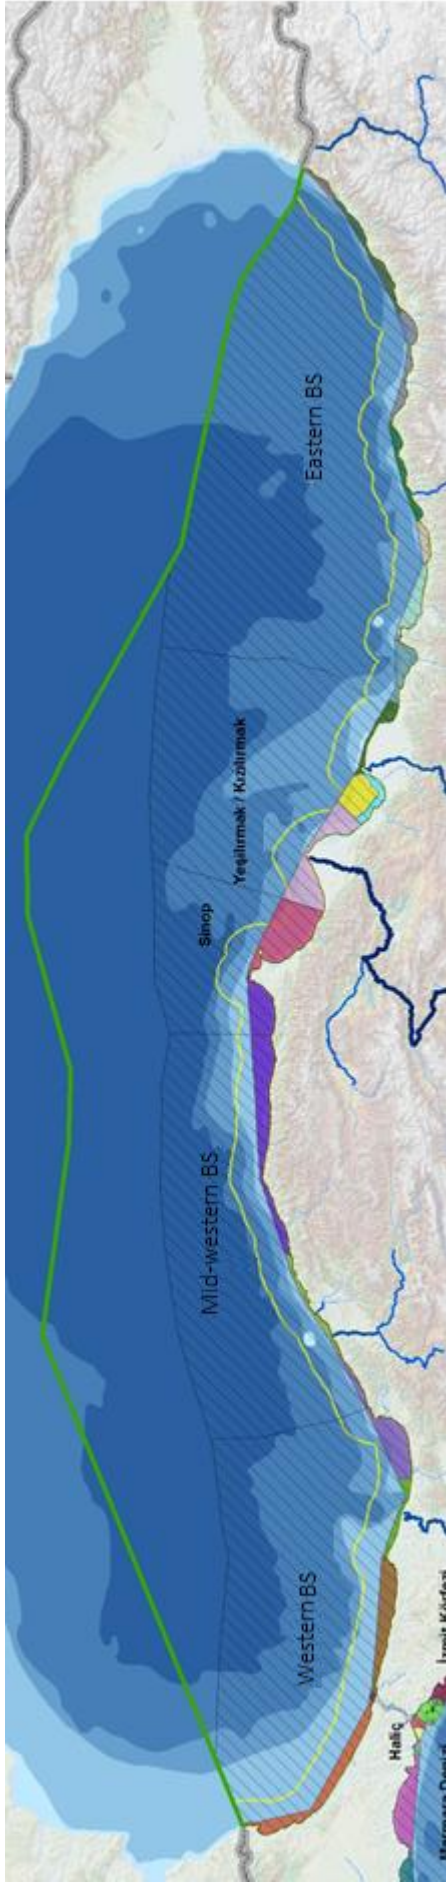 Sinop
Mid-western BS
Yeşilırmak / Kızılırmak
Western BS
Eastern BS
Haliç